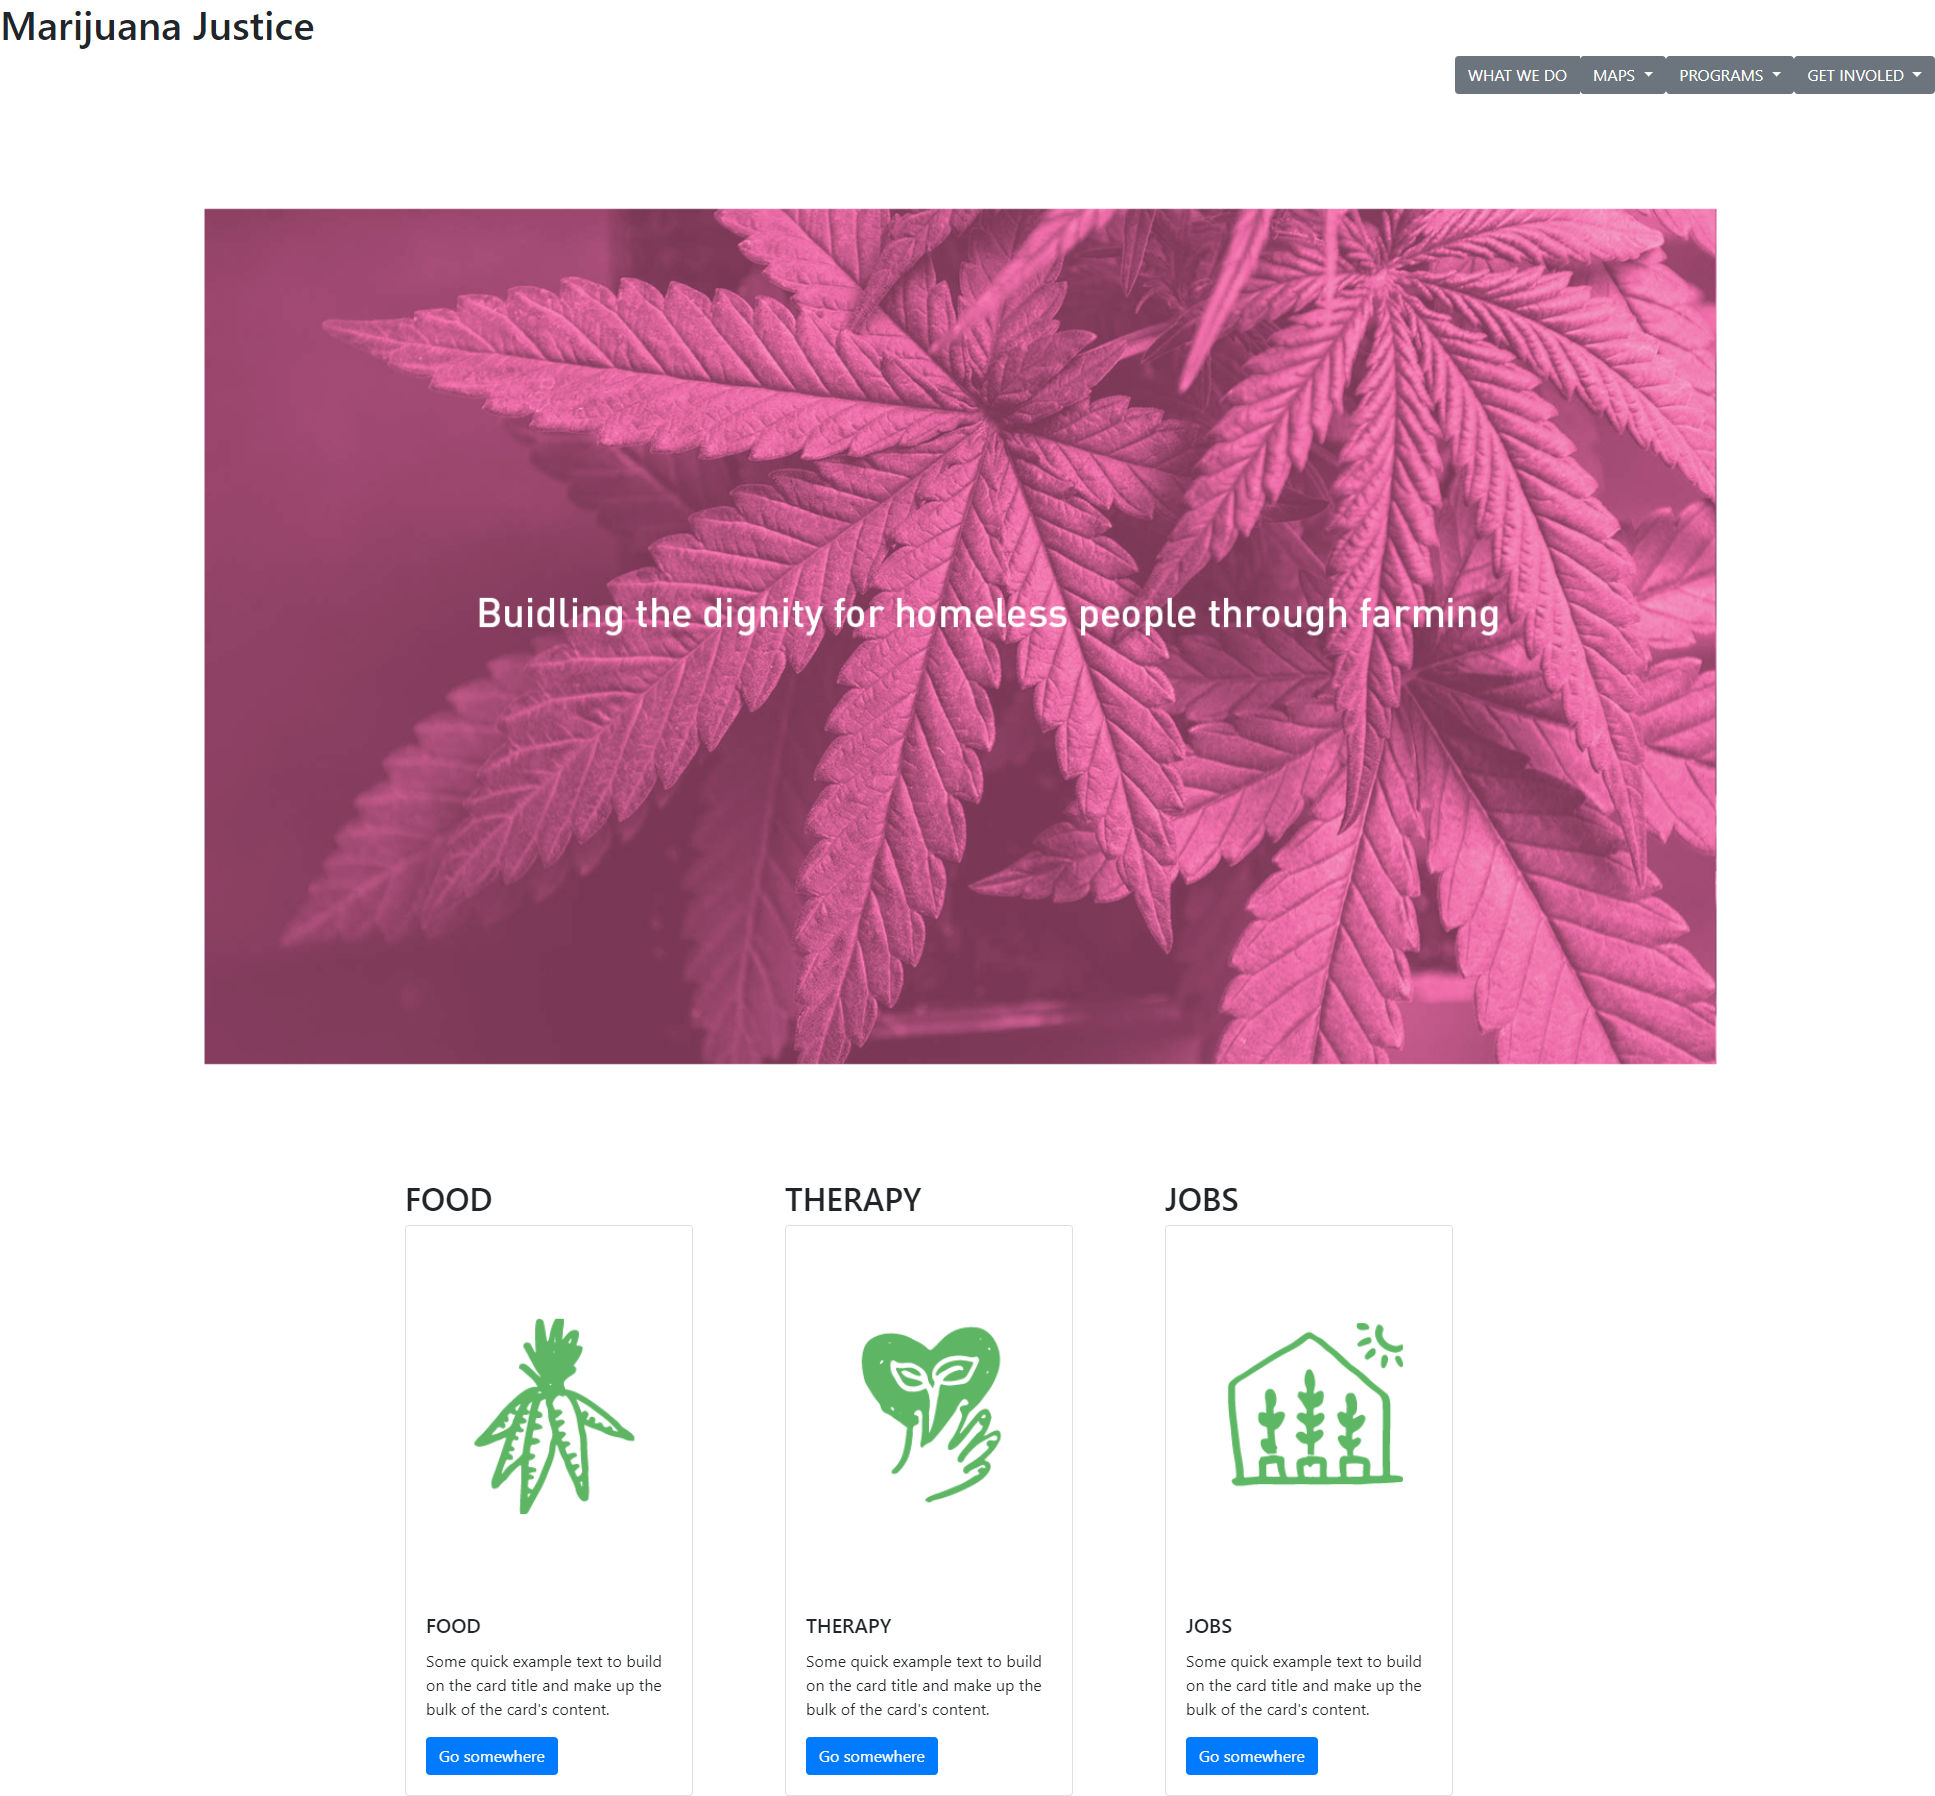 Marijuana Justice
WHAT WE DO MAPS PROGRAMS GET INVOLED
Buidling the dignity for homeless people through farming
FOOD THERAPY JOBS
FOOD
Some quick example text to build
on the card title and make up the
bulk of the card's content.
Go somewhere
THERAPY
Some quick example text to build
on the card title and make up the
bulk of the card's content.
Go somewhere
JOBS
Some quick example text to build
on the card title and make up the
bulk of the card's content.
Go somewhere